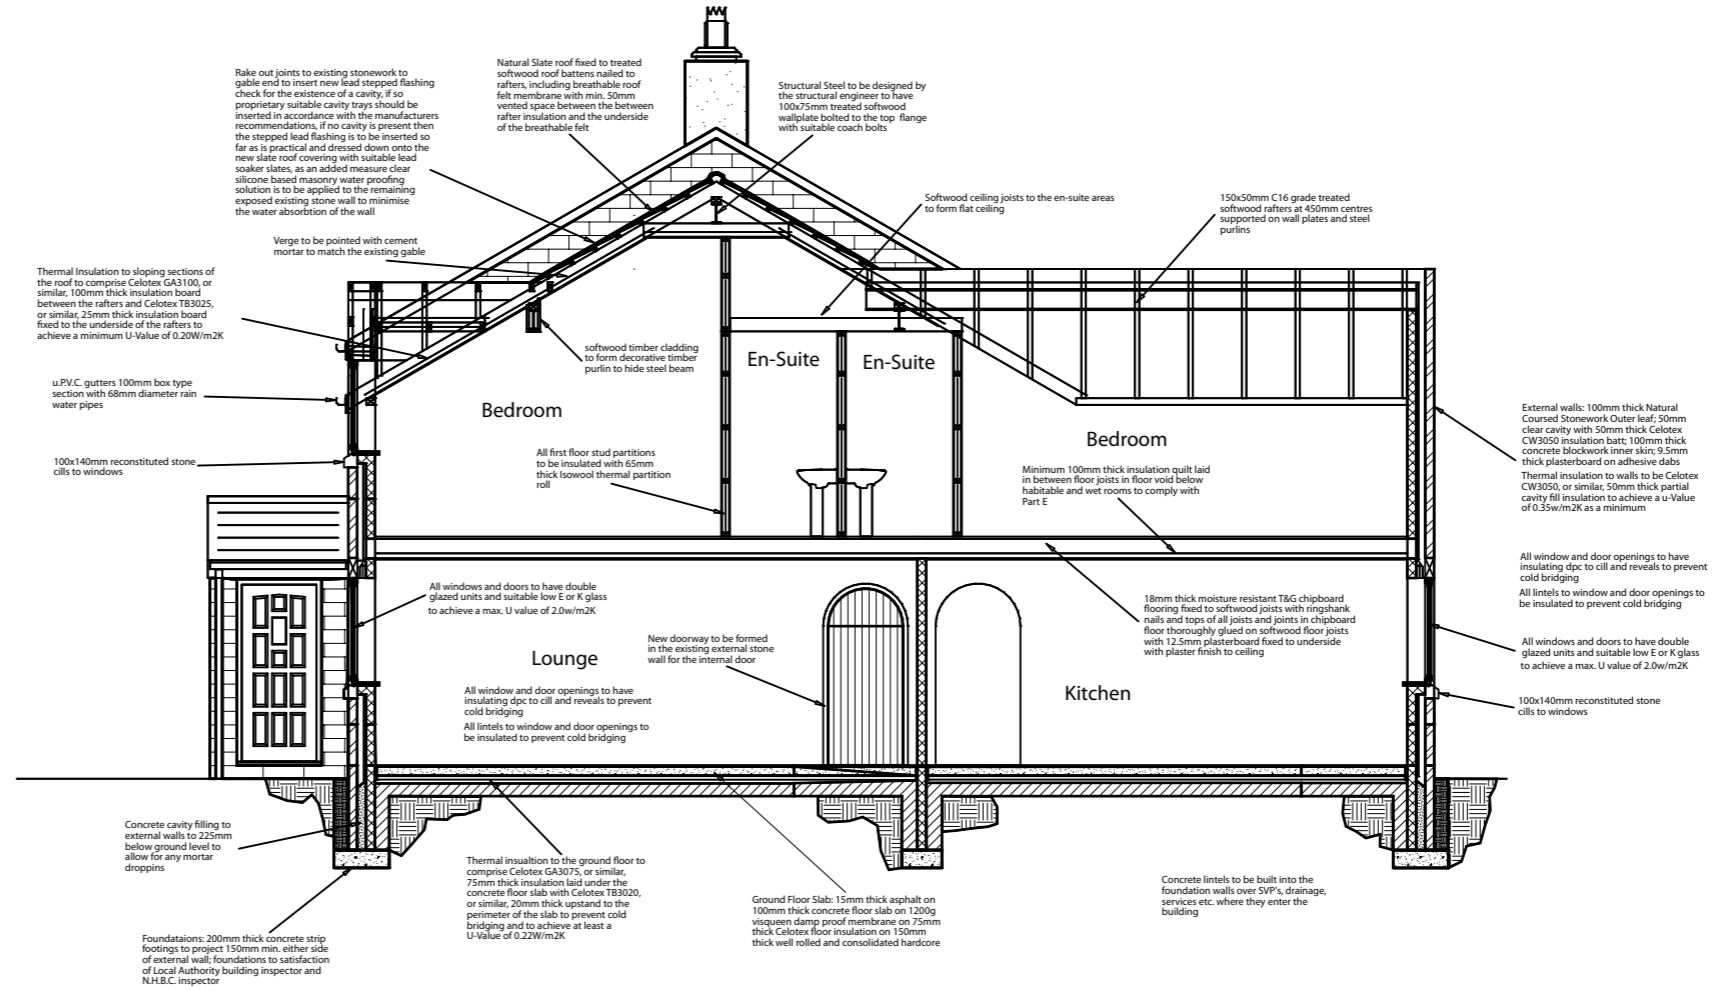 Rake out joints to existing stonework to
gable end to insert new lead stepped flashing
check for the existence of a cavity, if so
proprietary suitable cavity trays should be
inserted in accordance with the manufacturers
recommendations, if no cavity is present then
the stepped lead flashing is to be inserted so
far as is practical and dressed down onto the
new slate roof covering with suitable lead
soaker slates, as an added measure clear
silicone based masonry water proofing
solution is to be applied to the remaining
exposed existing stone wall to minimise
the water absorbtion of the wall
Natural Slate roof fixed to treated
softwood roof battens nailed to
rafters, including breathable roof
felt membrane with min. 50mm
vented space between the between
rafter insulation and the underside
of the breathable felt
Structural Steel to be designed by
the structural engineer to have
100x75mm treated softwood
wallplate bolted to the top flange
with suitable coach bolts
Softwood ceiling joists to the en-suite areas
to form flat ceiling
150x50mm C16 grade treated
softwood rafters at 450mm centres
supported on wall plates and steel
purlins
Verge to be pointed with cement
mortar to match the existing gable
Thermal Insulation to sloping sections of
the roof to comprise Celotex GA3100, or
similar, 100mm thick insulation board
between the rafters and Celotex TB3025,
or similar, 25mm thick insulation board
fixed to the underside of the rafters to
achieve a minimum U-Value of 0.20W/m2K
softwood timber cladding
to form decorative timber
purlin to hide steel beam
En-Suite
En-Suite
u.P.V.C. gutters 100mm box type
section with 68mm diameter rain
water pipes
Bedroom
Bedroom
100x140mm reconstituted stone
cills to windows
All first floor stud partitions
to be insulated with 65mm
thick Isowool thermal partition
roll
Minimum 100mm thick insulation quilt laid
in between floor joists in floor void below
habitable and wet rooms to comply with
Part E
External walls: 100mm thick Natural
Coursed Stonework Outer leaf; 50mm
clear cavity with 50mm thick Celotex
CW3050 insulation batt; 100mm thick
concrete blockwork inner skin; 9.5mm
thick plasterboard on adhesive dabs
Thermal insulation to walls to be Celotex
CW3050, or similar, 50mm thick partial
cavity fill insulation to achieve a u-Value
of 0.35w/m2K as a minimum
All window and door openings to have
insulating dpc to cill and reveals to prevent
cold bridging
All lintels to window and door openings to
be insulated to prevent cold bridging
All windows and doors to have double
glazed units and suitable low E or K glass
to achieve a max. U value of 2.0w/m2K
18mm thick moisture resistant T&G chipboard
flooring fixed to softwood joists with ringshank
nails and tops of all joists and joints in chipboard
floor thoroughly glued on softwood floor joists
with 12.5mm plasterboard fixed to underside
with plaster finish to ceiling
New doorway to be formed
in the existing external stone
wall for the internal door
All windows and doors to have double
glazed units and suitable low E or K glass
to achieve a max. U value of 2.0w/m2K
Lounge
Kitchen
All window and door openings to have
insulating dpc to cill and reveals to prevent
cold bridging
All lintels to window and door openings to
be insulated to prevent cold bridging
100x140mm reconstituted stone
cills to windows
Concrete cavity filling to
external walls to 225mm
below ground level to
allow for any mortar
droppins
Thermal insualtion to the ground floor to
comprise Celotex GA3075, or similar,
75mm thick insulation laid under the
concrete floor slab with Celotex TB3020,
or similar, 20mm thick upstand to the
perimeter of the slab to prevent cold
bridging and to achieve at least a
U-Value of 0.22W/m2K
Ground Floor Slab: 15mm thick asphalt on
100mm thick concrete floor slab on 1200g
visqueen damp proof membrane on 75mm
thick Celotex floor insulation on 150mm
thick well rolled and consolidated hardcore
Concrete lintels to be built into the
foundation walls over SVP's, drainage,
services etc. where they enter the
building
Foundataions: 200mm thick concrete strip
footings to project 150mm min. either side
of external wall; foundations to satisfaction
of Local Authority building inspector and
N.H.B.C. inspector